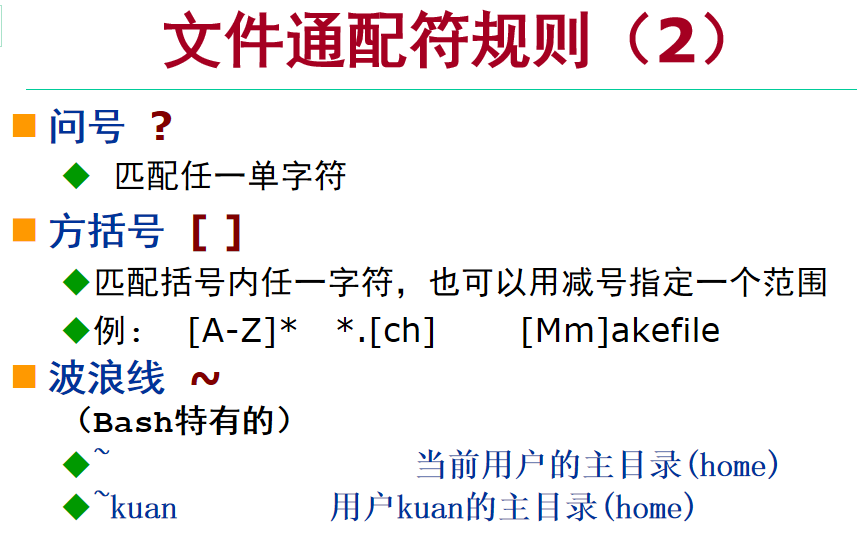 文件通配符规则（2）
问号 ?
匹配任一单字符
方括号 [ ]
匹配括号内任一字符，也可以用减号指定一个范围
例： [A-Z]* *.[ch] [Mm]akefile
波浪线 ~
（Bash特有的）
~ 当前用户的主目录(home)
~kuan 用户kuan的主目录(home)